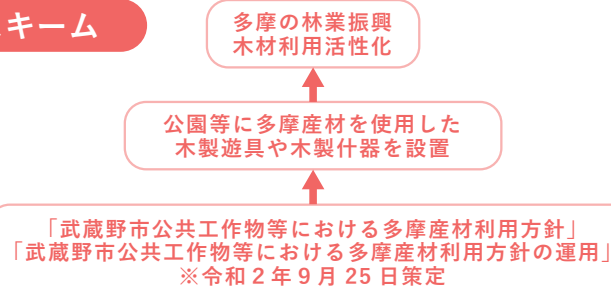 キーム
多摩の林業振興
木材利用活性化
公園等に多摩産材を使用した
木製遊具や木製什器を設置
「武蔵野市公共工作物等における多摩産材利用方針」
「武蔵野市公共工作物等における多摩産材利用方針の運用」
※令和2年9月25日策定